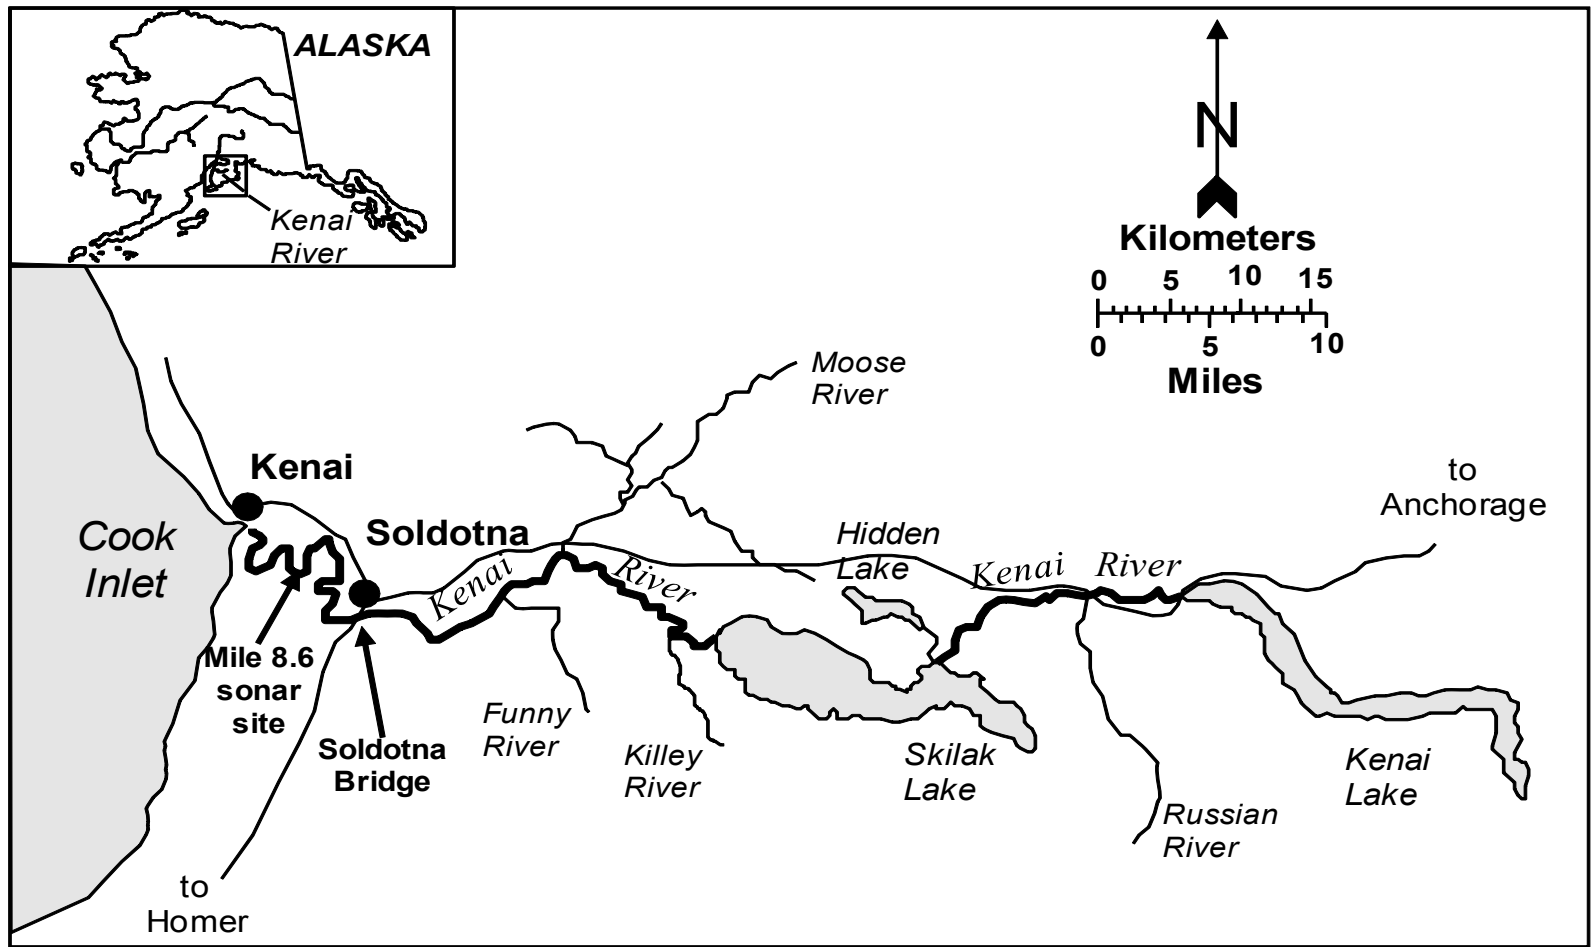 ALASKA
Kenai
River
N
Kilometers
0 5 10 15
0 5 10
Miles
Moose
River
Kenai
to
Anchorage
Cook
Inlet
Soldotna
Hidden
Lake
Kenai River
Kenai River
Mile 8.6
sonar
site
Soldotna
Bridge
Funny
River
Killey
River
Skilak
Lake
Kenai
Lake
Russian
River
to
Homer